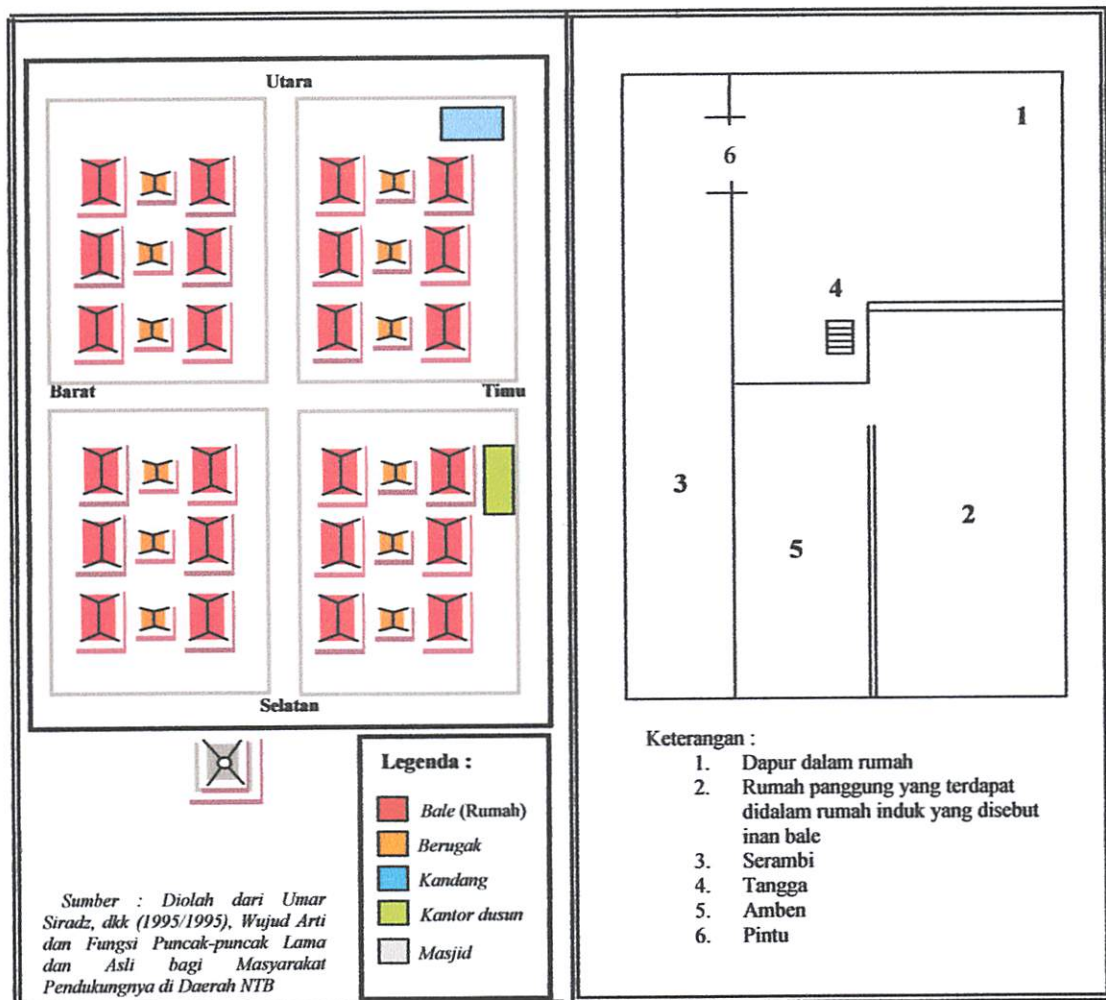 Utara
Barat
Timu
Selatan
Legenda :
Bale (Rumah)
Berugak
Kandang
Kantor dusun
Masjid
Sumber : Diolah dari Umar
Siradz, dkk (1995/1995), Wujud Arti
dan Fungsi Puncak-puncak Lama
dan Asli bagi Masyarakat
Pendukungnya di Daerah NTB
1
6
4
3
2
5
Keterangan :
1. Dapur dalam rumah
2. Rumah panggung yang terdapat
didalam rumah induk yang disebut
inan bale
3. Serambi
4. Tangga
5. Amben
6. Pintu